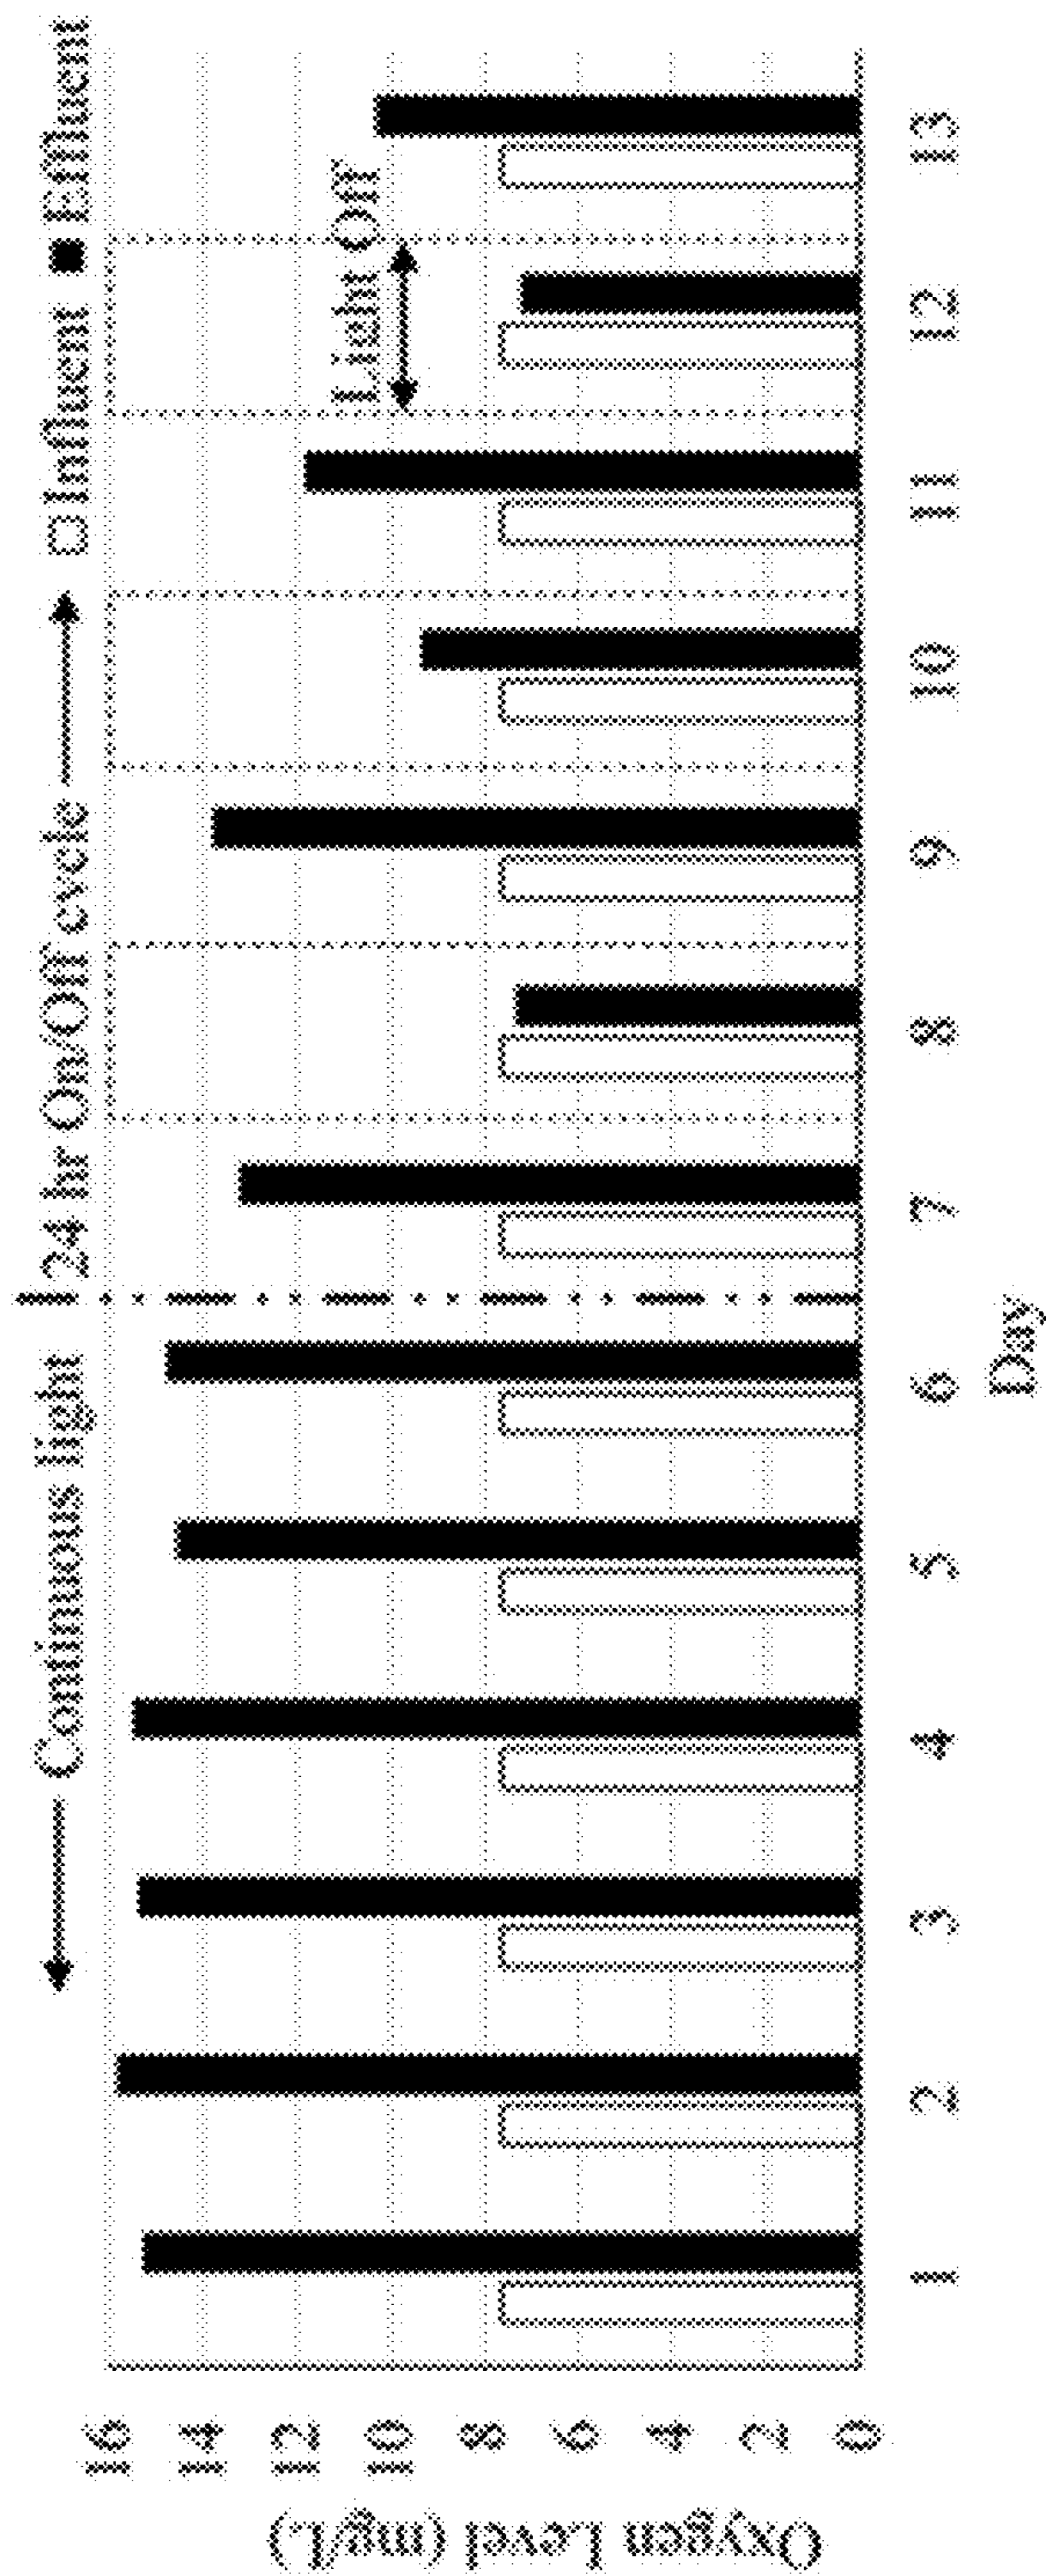 Continuous light
24 hr On/Off cycle
Influent
Effluent
Light Off
Oxygen Level (mg/L)
16
14
12
10
8
6
4
2
0
1 2 3 4 5 6 7 8 9 10 11 12 13
Day